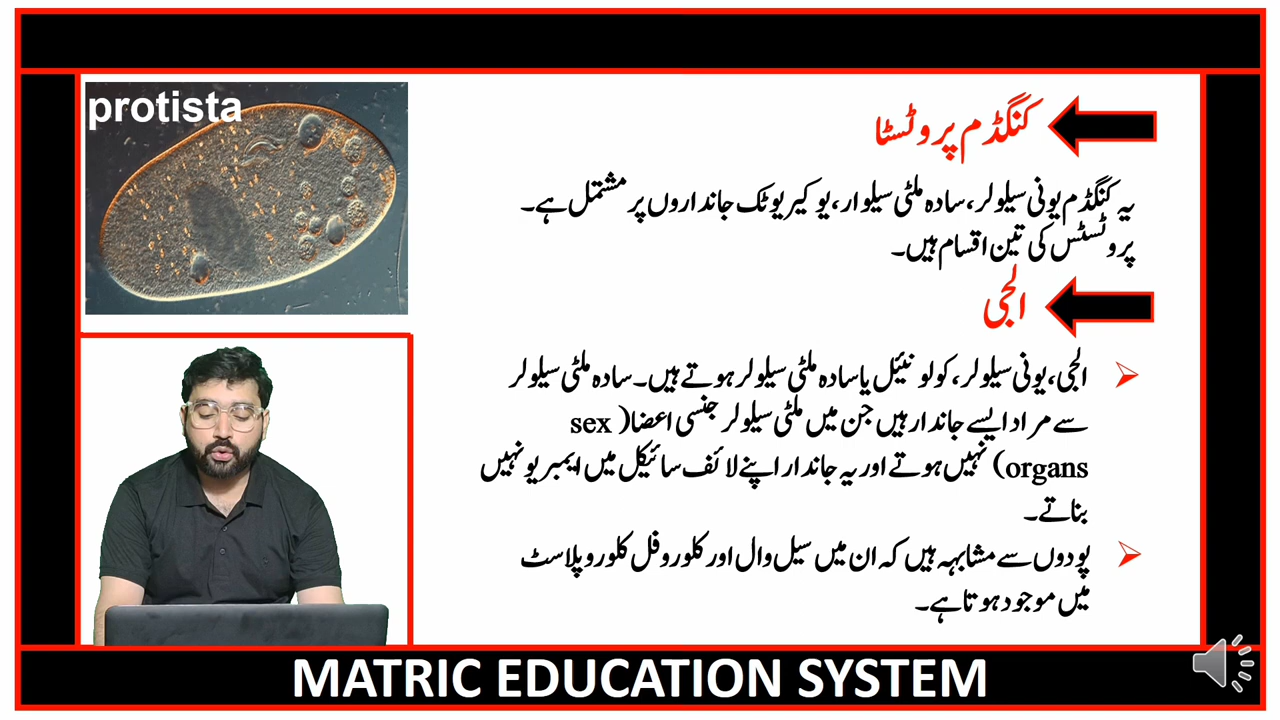 protista
کنگڈم پروٹسٹا
یہ کنگڈم یونی سیلولر، سادہ ملٹی سیلوار، یوکیریوٹک جانداروں پر مشتمل ہے۔
پروٹسٹس کی تین اقسام ہیں۔
الجی
الجی، یونی سیلولر، کولونیئیل یا سادہ ملٹی سیلولر ہوتے ہیں۔ سادہ ملٹی سیلولر
سے مراد ایسے جاندار ہیں جن میں ملٹی سیلولر جنسی اعضا( sex
organs) نہیں ہوتے اور یہ جاندار اپنے لائف سائیکل میں ایمبریو نہیں
بناتے۔
پودوں سے مشابہہ ہیں کہ ان میں سیل وال اور کلوروفل کلوروپلاسٹ
میں موجود ہوتا ہے۔
MATRIC EDUCATION SYSTEM